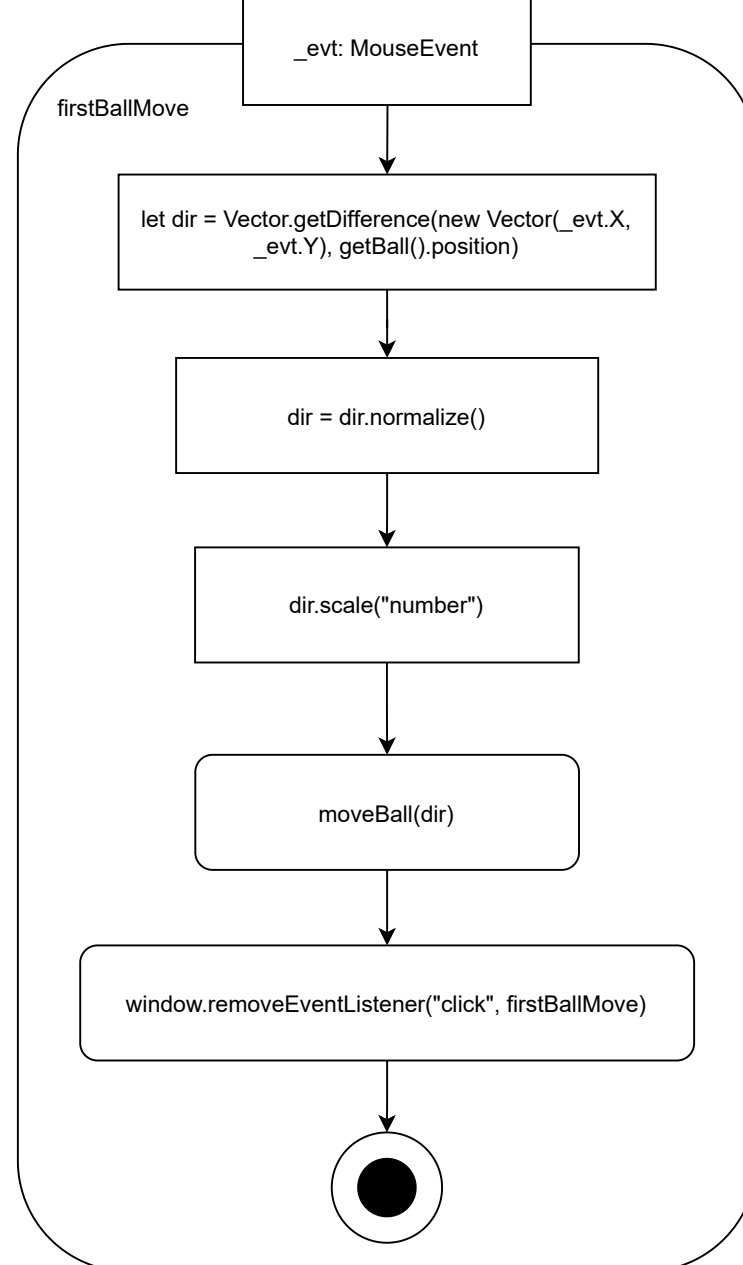 _evt: MouseEvent
firstBallMove
let dir = Vector.getDifference(new Vector(_evt.X,
_evt.Y), getBall().position)
dir = dir.normalize()
dir.scale("number")
moveBall(dir)
window.removeEventListener("click", firstBallMove)